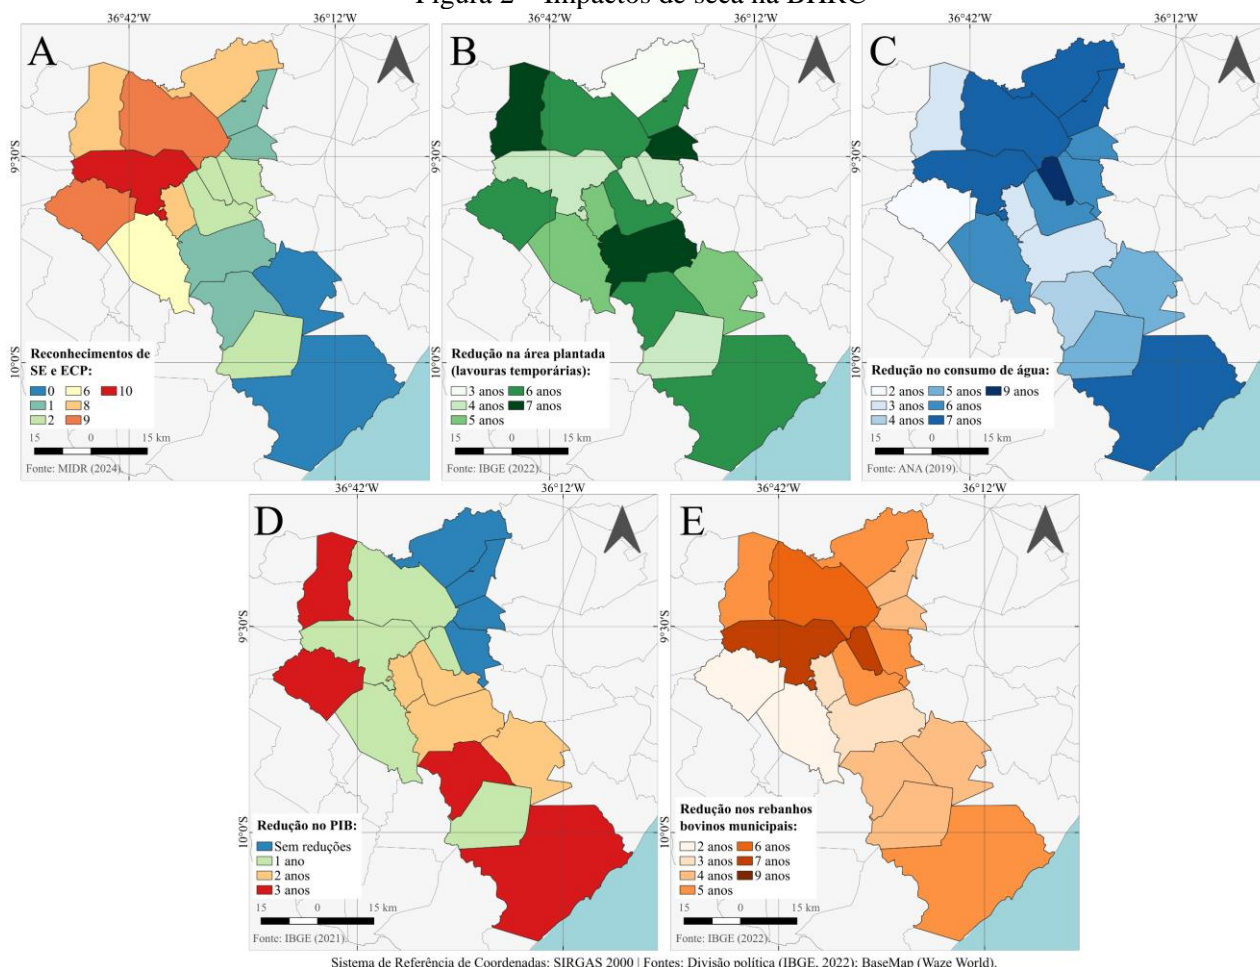 Figura 2 – Impactos de seca na BHRC
36°42'W
36°12'W
36°42'W
36°12'W
36°42'W
36°12'W
A
B
C
9°30'S
10°0'S
Reconhecimentos de
SE e ECP:
0
6
10
1
8
2
9
15 0 15 km
Fonte: MIDR (2024).
Redução na área plantada
(lavouras temporárias):
3 anos
6 anos
4 anos
7 anos
5 anos
15 0 15 km
Fonte: IBGE (2022).
Redução no consumo de água:
2 anos
5 anos
9 anos
3 anos
6 anos
4 anos
7 anos
15 0 15 km
Fonte: ANA (2019).
36°42'W
36°12'W
36°42'W
36°12'W
D
E
9°30'S
9°30'S
10°0'S
10°0'S
Redução no PIB:
Sem reduções
1 ano
2 anos
3 anos
15 0 15 km
Fonte: IBGE (2021).
Redução nos rebanhos
bovinos municipais:
2 anos
6 anos
3 anos
7 anos
4 anos
9 anos
5 anos
15 0 15 km
Fonte: IBGE (2022).
Sistema de Referência de Coordenadas: SIRGAS 2000 | Fontes: Divisão política (IBGE, 2022); BaseMap (Waze World).